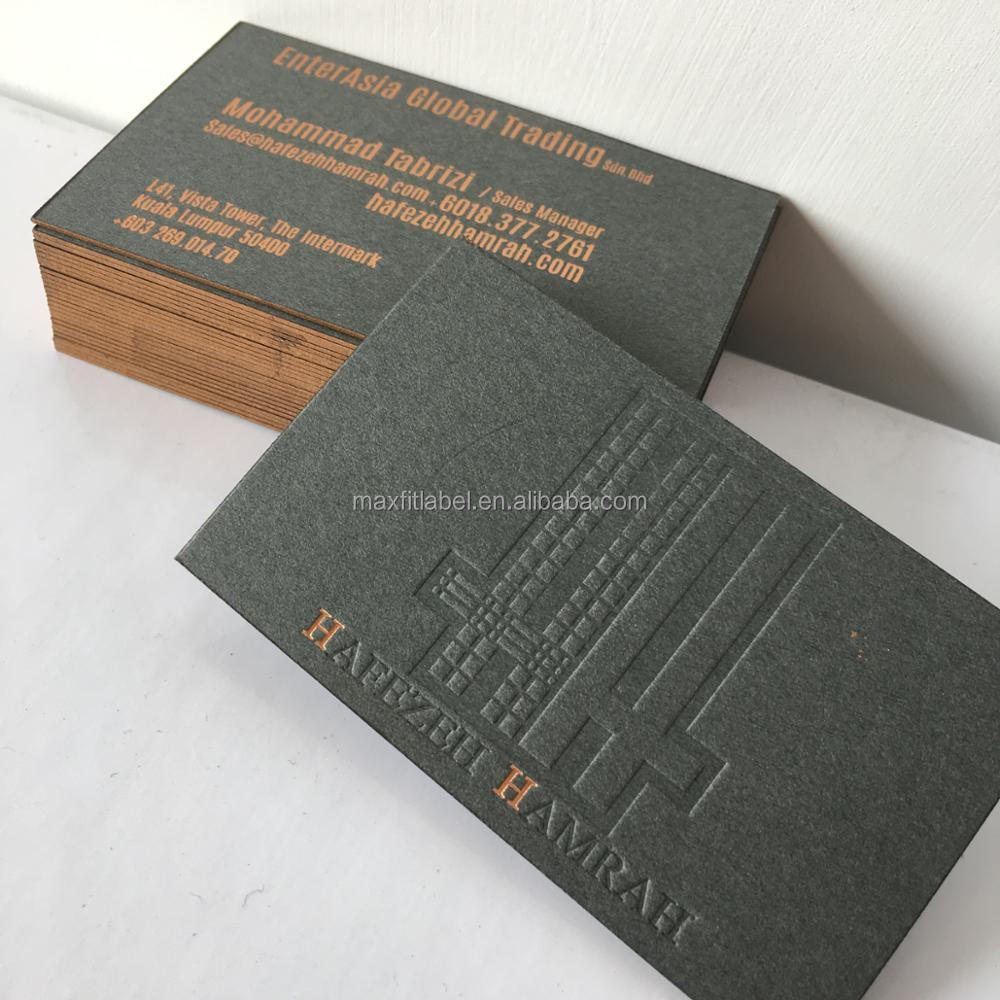 EnterAsia Global Trading Sdn. Bhd
Mohammad Tabrizi / Sales Manager
Sales@hafezehhamrah.com + 6018.377.2761
hafezehhamrah.com
L41, Vista Tower, The Intermark
Kuala Lumpur 50400
+603 269.014.70
maxfitlabel.en.alibaba.com
HAFEZEH HAMRAH